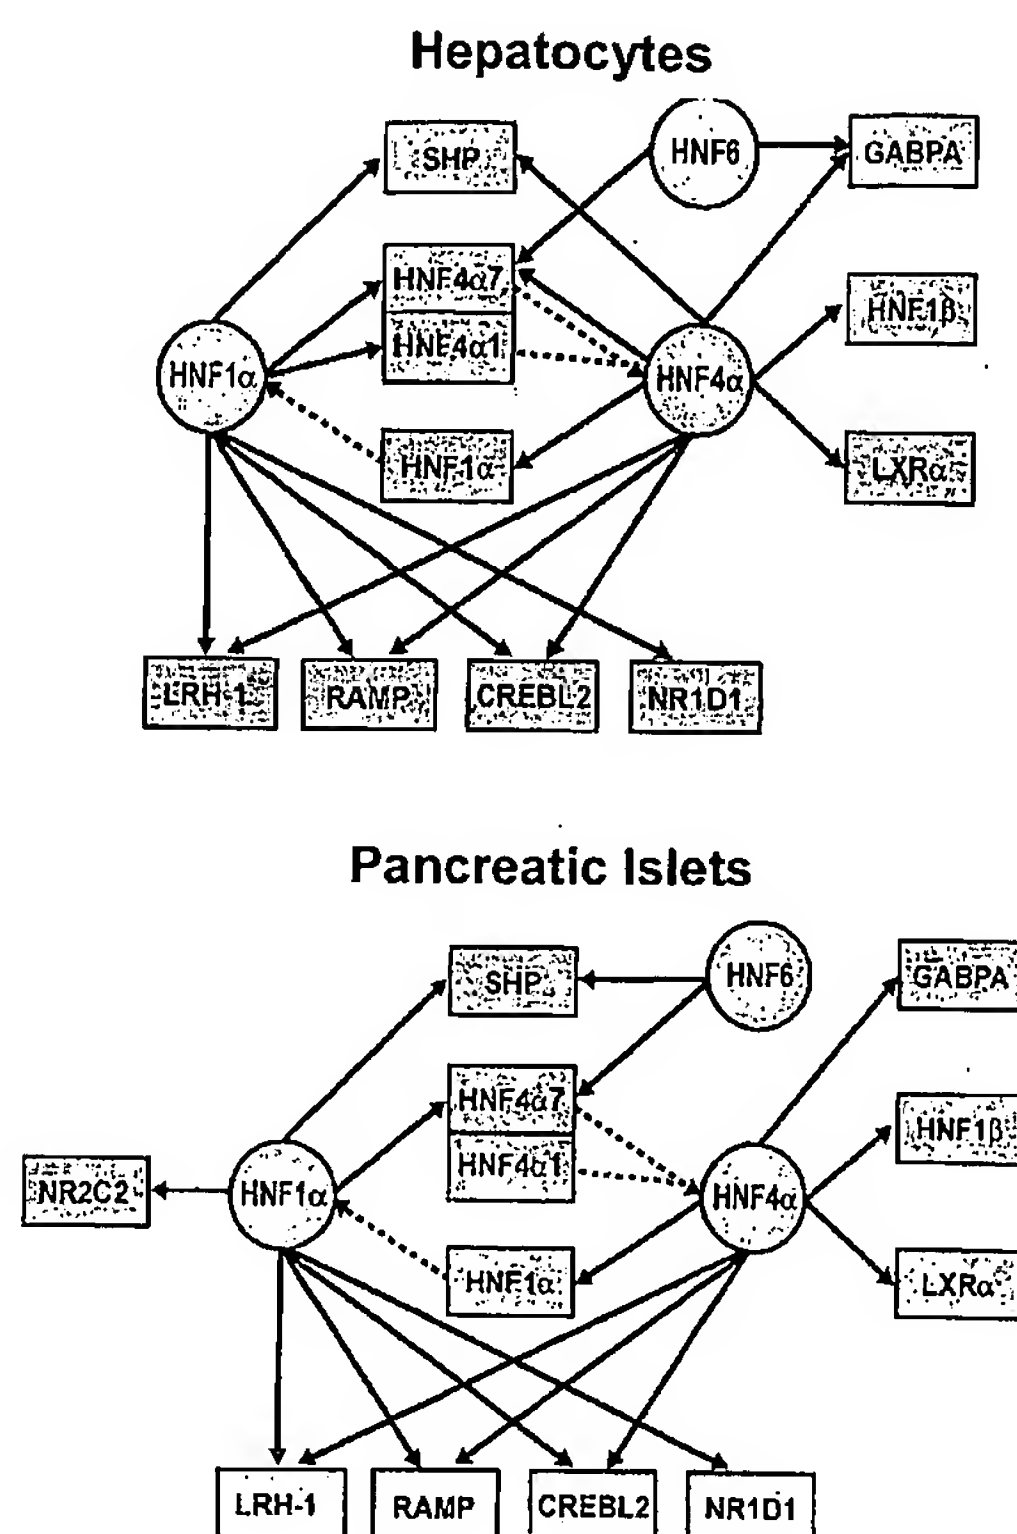 Hepatocytes
SHP
HNF6
GABPA
HNF4α7
HNF1β
HNF4α1
HNF1α
HNF4α
HNF1α
LXRα
LRH-1
RAMP
CREBL2
NR1D1
Pancreatic Islets
SHP
HNF6
GABPA
HNF4α7
HNF1β
HNF4α1
NR2C2
HNF1α
HNF4α
HNF1α
LXRα
LRH-1
RAMP
CREBL2
NR1D1